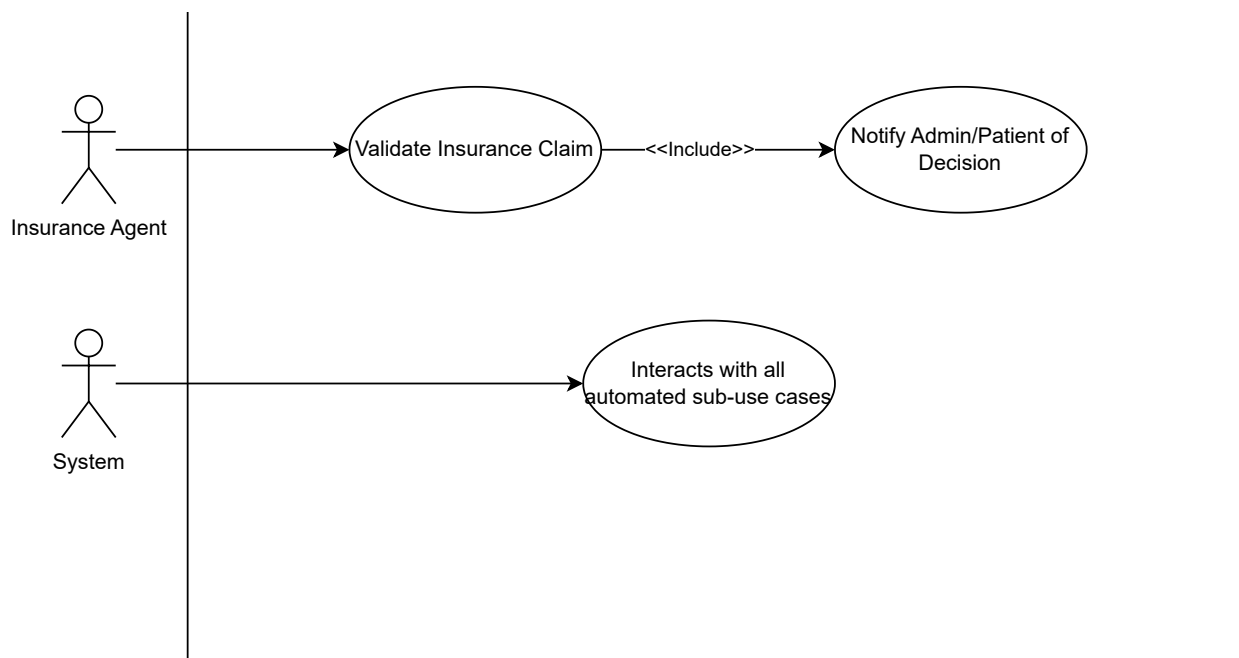 Validate Insurance Claim
<<Include>>
Notify Admin/Patient of
Decision
Insurance Agent
Interacts with all
automated sub-use cases
System